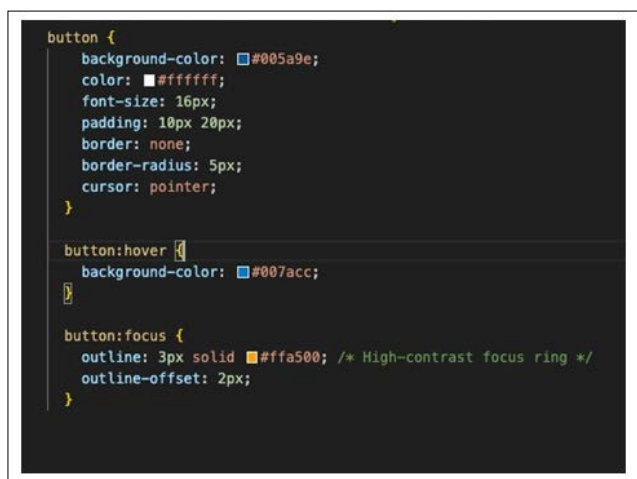 button {
background-color: #005a9e;
color: #ffffff;
font-size: 16px;
padding: 10px 20px;
border: none;
border-radius: 5px;
cursor: pointer;
}
button:hover {
background-color: #007acc;
}
button:focus {
outline: 3px solid #ffa500; /* High-contrast focus ring */
outline-offset: 2px;
}